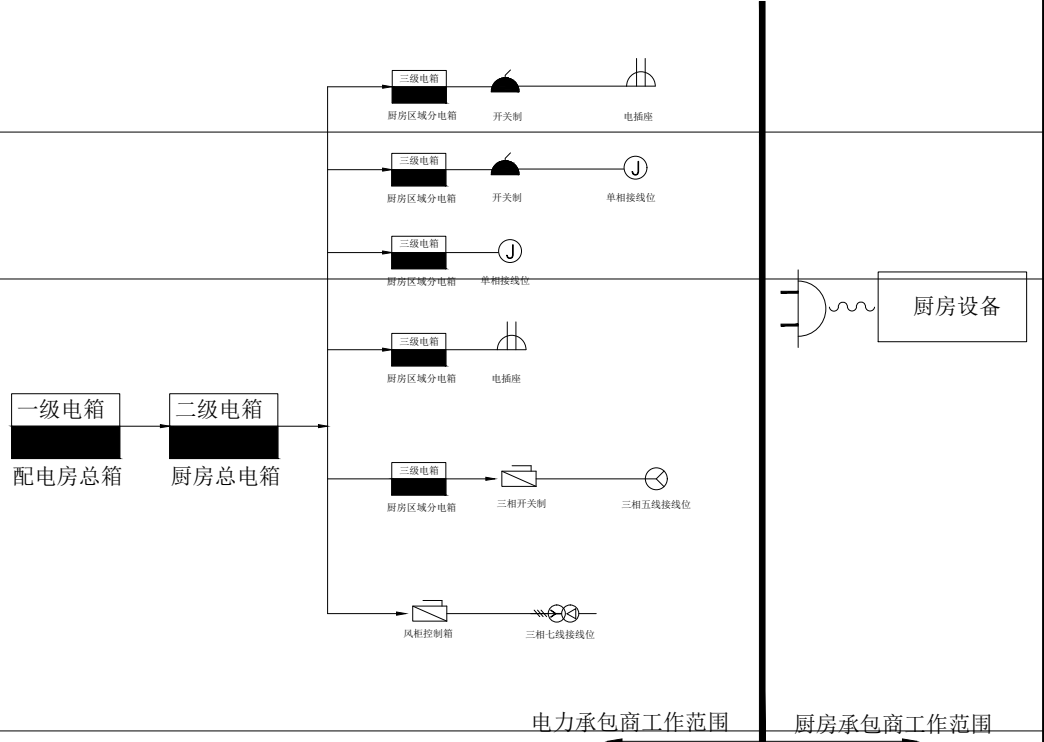 三级电箱
厨房区域分电箱
开关制
电插座
三级电箱
厨房区域分电箱
开关制
J
单相接线位
三级电箱
厨房区域分电箱
J
单相接线位
厨房设备
三级电箱
厨房区域分电箱
电插座
一级电箱
配电房总箱
二级电箱
厨房总电箱
三级电箱
厨房区域分电箱
三相开关制
三相五线接线位
风柜控制箱
三相七线接线位
电力承包商工作范围
厨房承包商工作范围